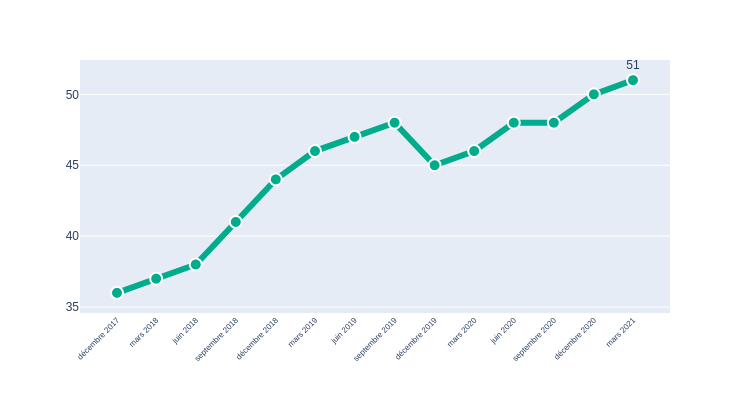 51
50
45
40
35
décembre 2017
mars 2018
juin 2018
septembre 2018
décembre 2018
mars 2019
juin 2019
septembre 2019
décembre 2019
mars 2020
juin 2020
septembre 2020
décembre 2020
mars 2021